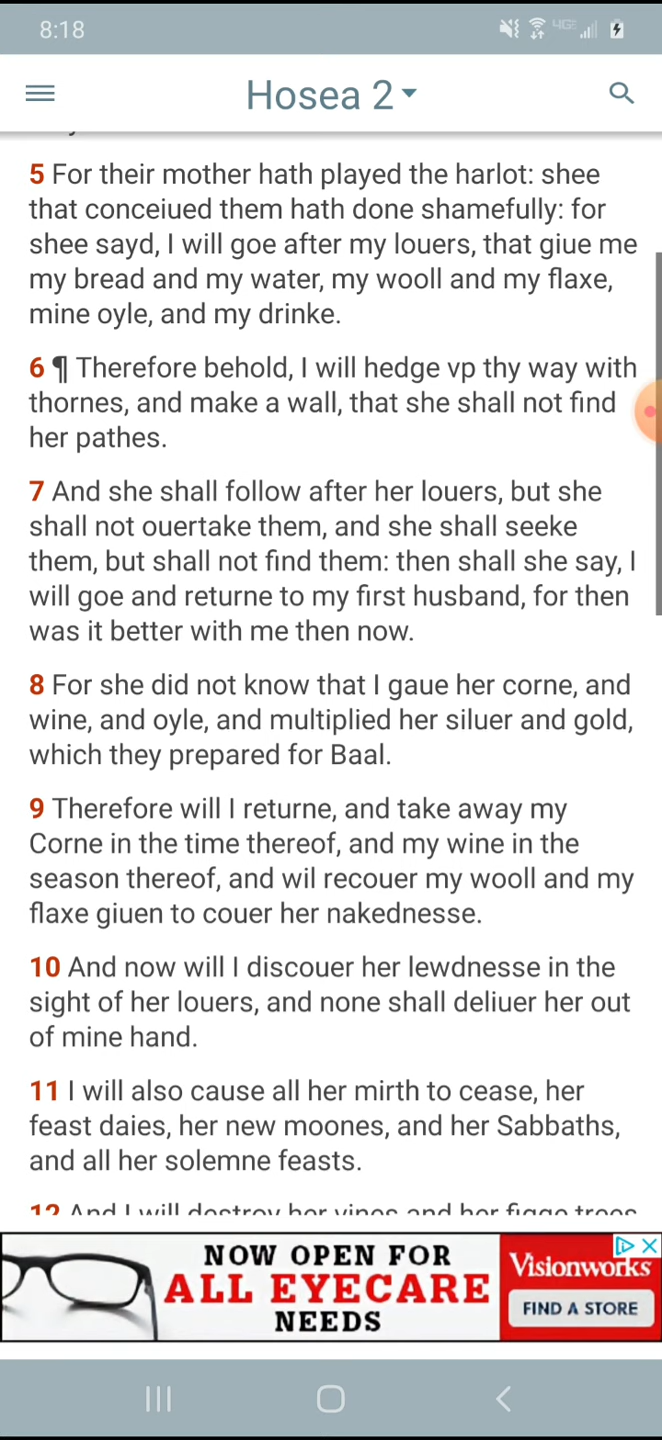 8:18
4GE
Hosea 2
5 For their mother hath played the harlot: shee
that conceiued them hath done shamefully: for
shee sayd, I will goe after my louers, that giue me
my bread and my water, my wooll and my flaxe,
mine oyle, and my drinke.
6 ¶ Therefore behold, I will hedge vp thy way with
thornes, and make a wall, that she shall not find
her pathes.
7 And she shall follow after her louers, but she
shall not ouertake them, and she shall seeke
them, but shall not find them: then shall she say, I
will goe and returne to my first husband, for then
was it better with me then now.
8 For she did not know that I gaue her corne, and
wine, and oyle, and multiplied her siluer and gold,
which they prepared for Baal.
9 Therefore will I returne, and take away my
Corne in the time thereof, and my wine in the
season thereof, and wil recouer my wooll and my
flaxe giuen to couer her nakednesse.
10 And now will I discouer her lewdnesse in the
sight of her louers, and none shall deliuer her out
of mine hand.
11 I will also cause all her mirth to cease, her
feast daies, her new moones, and her Sabbaths,
and all her solemne feasts.
12 And I will destroy her vines and her figge trees
NOW OPEN FOR
ALL EYECARE
NEEDS
Visionworks
FIND A STORE